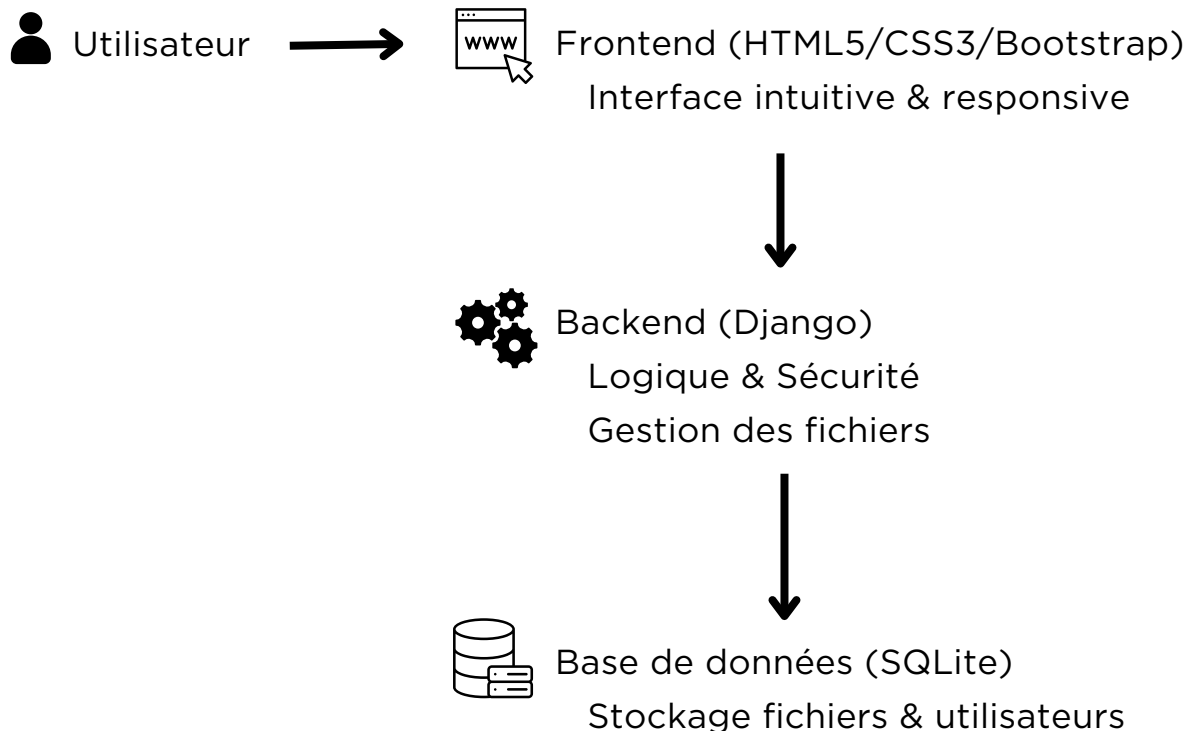 Utilisateur
www
Frontend (HTML5/CSS3/Bootstrap)
Interface intuitive & responsive
Backend (Django)
Logique & Sécurité
Gestion des fichiers
Base de données (SQLite)
Stockage fichiers & utilisateurs